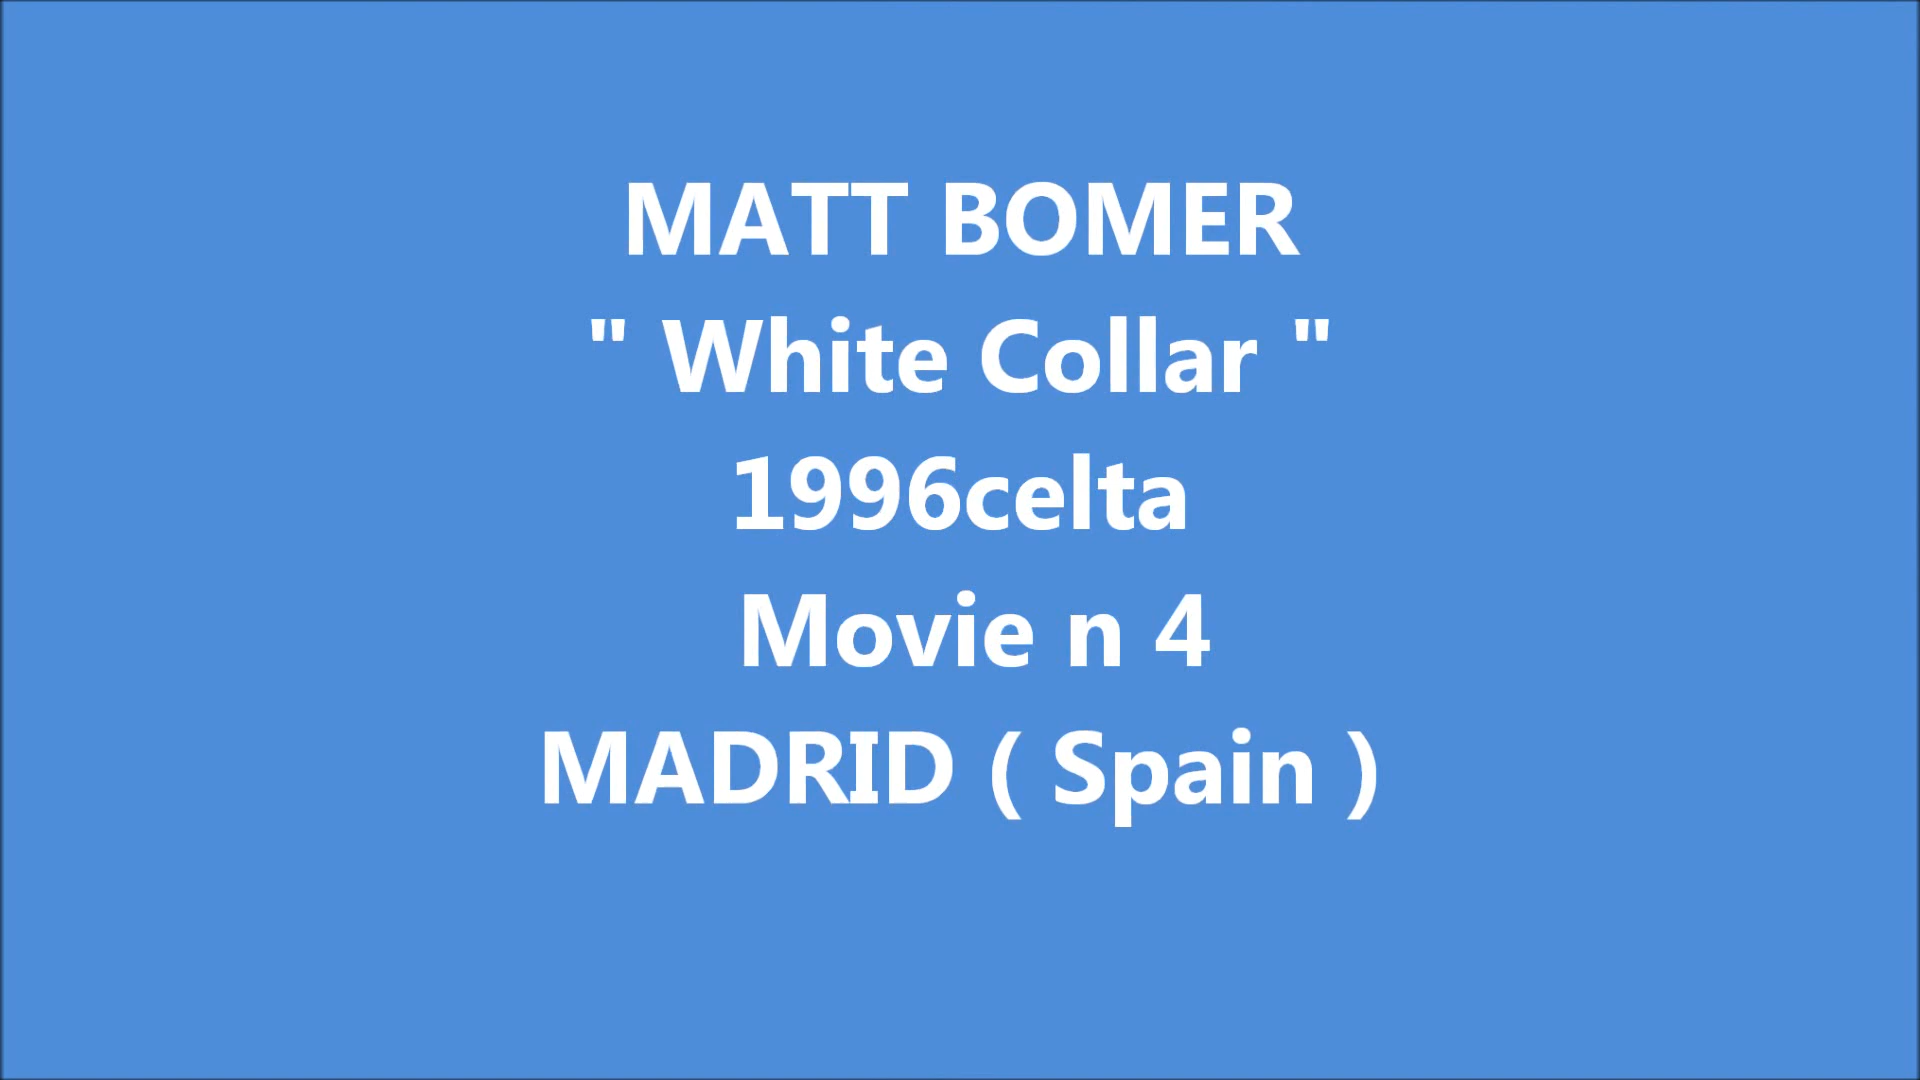 MATT BOMER
" White Collar "
1996celta
Movie n 4
MADRID ( Spain )